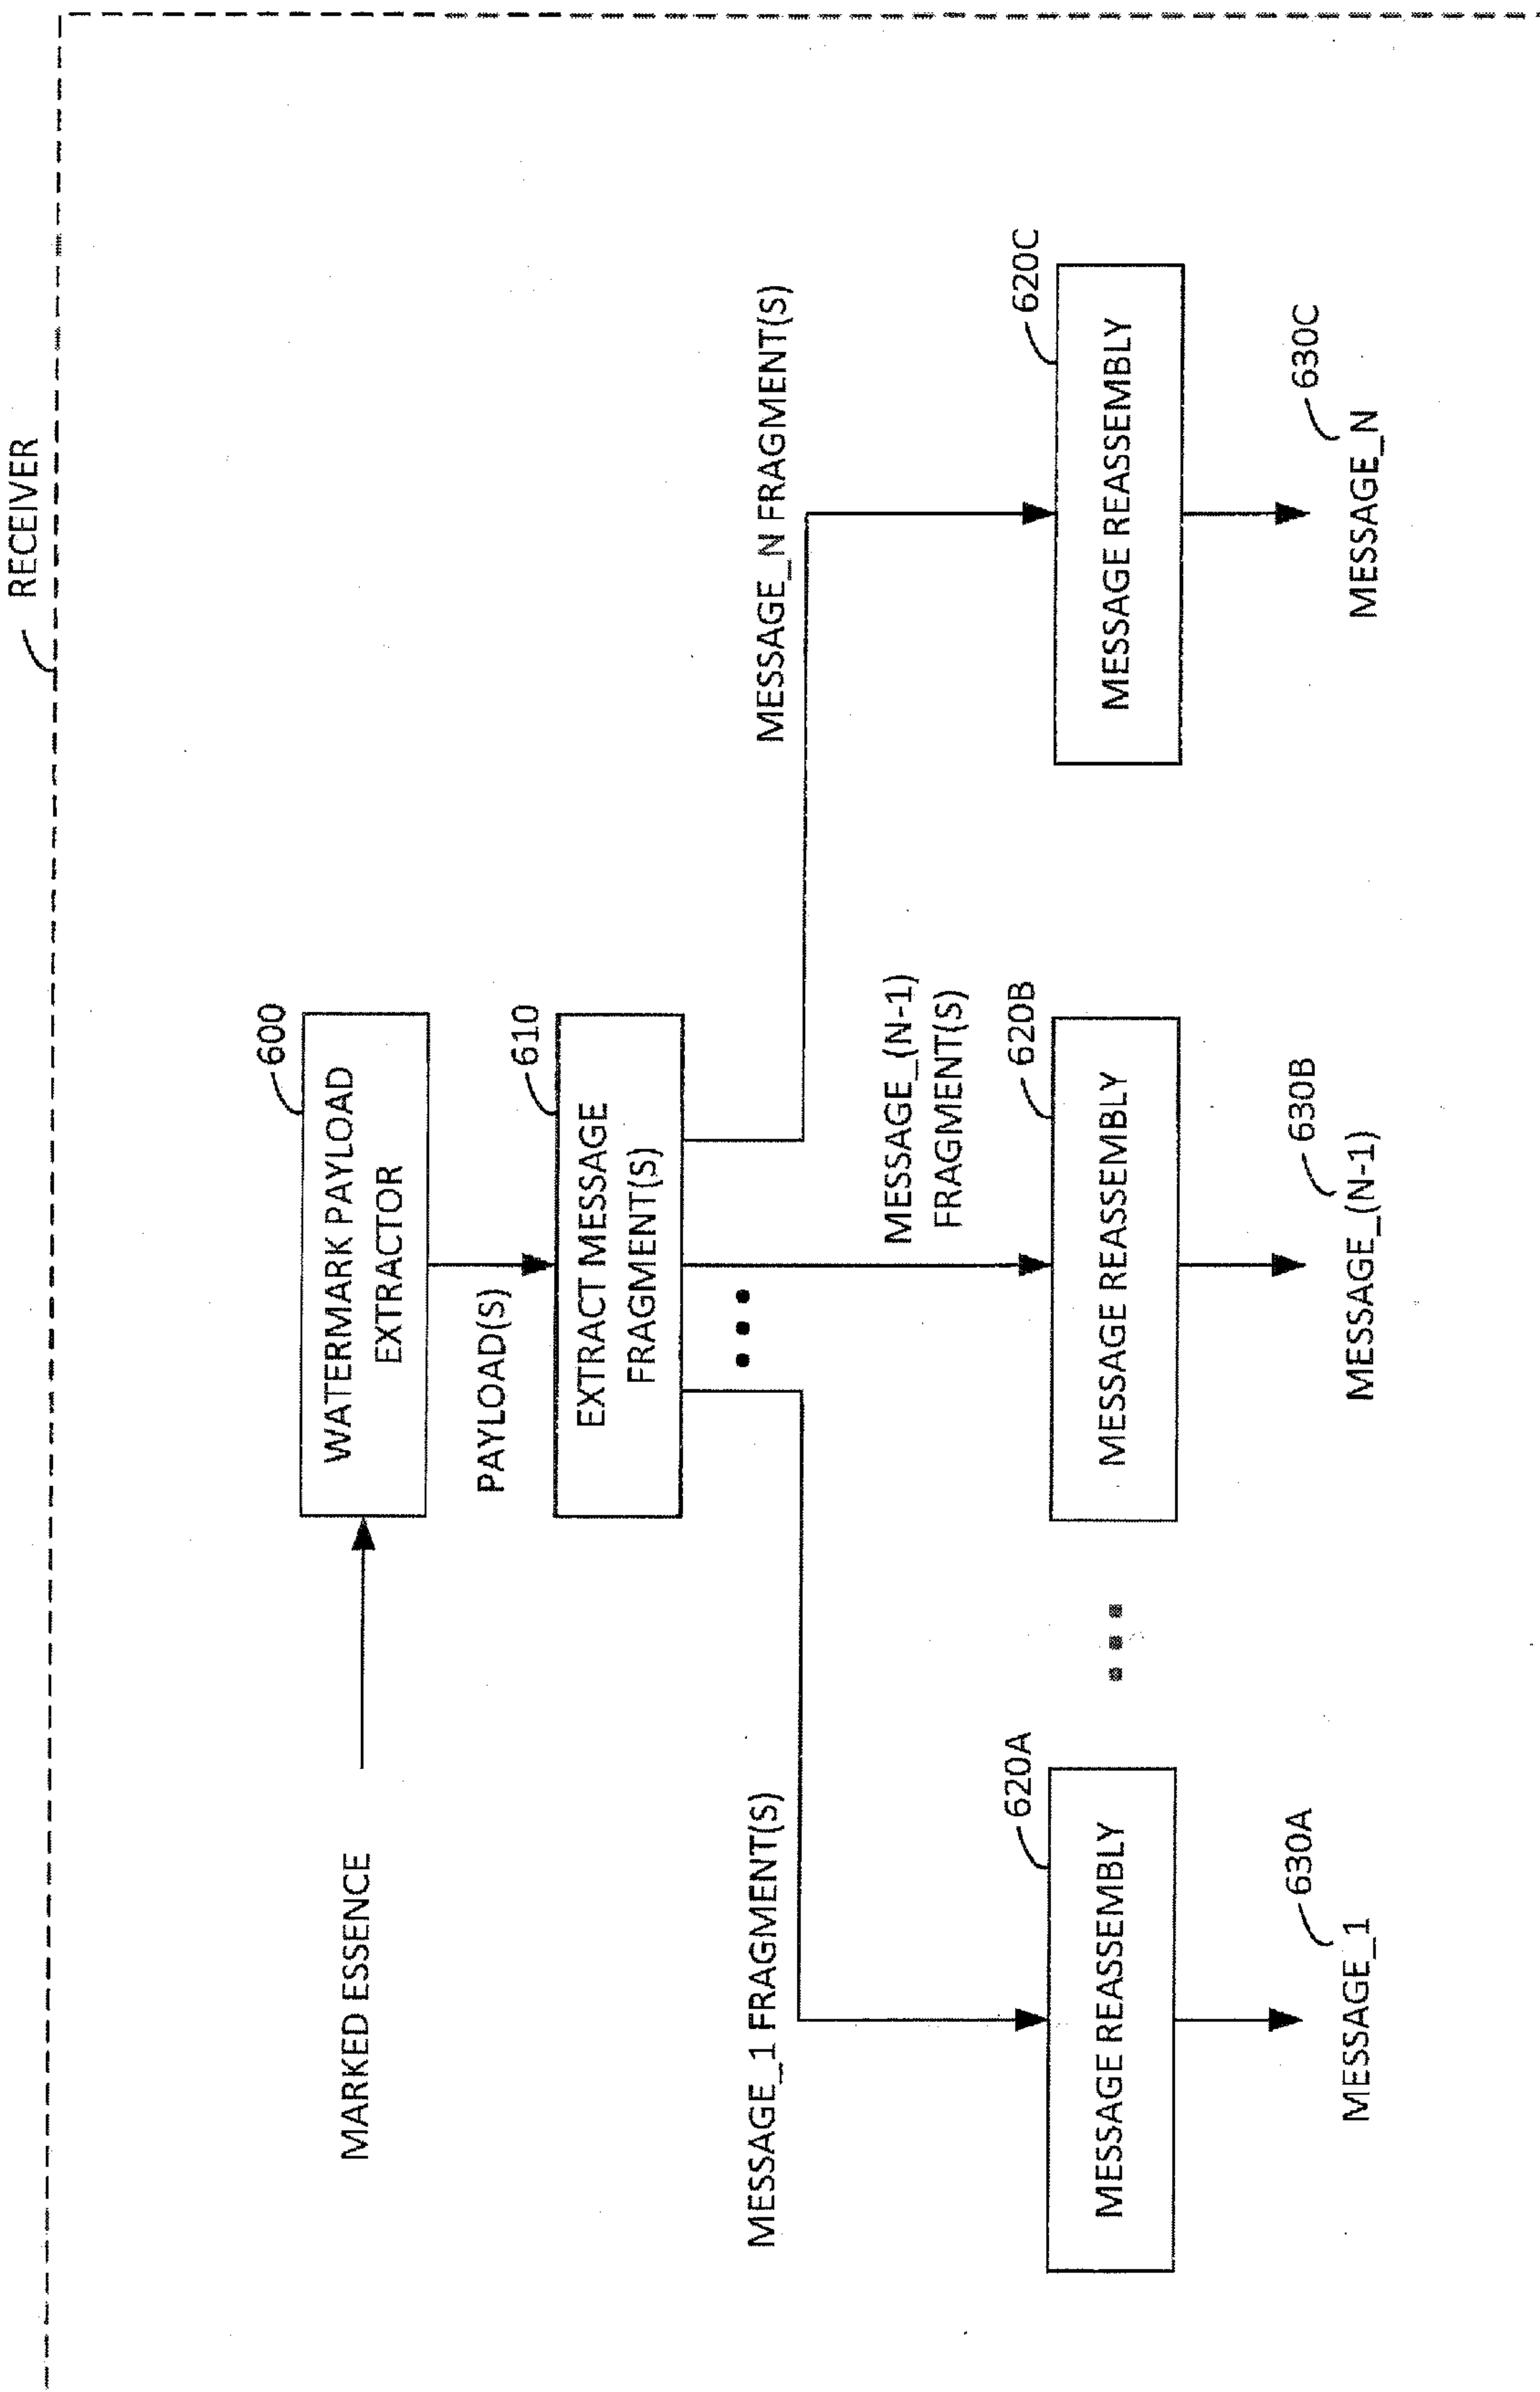 RECEIVER
600
WATERMARK PAYLOAD
EXTRACTOR
MARKED ESSENCE
PAYLOAD(S)
610
EXTRACT MESSAGE
FRAGMENT(S)
MESSAGE_1 FRAGMENT(S)
MESSAGE_N FRAGMENT(S)
MESSAGE_(N-1)
FRAGMENT(S)
620A
MESSAGE REASSEMBLY
620B
MESSAGE REASSEMBLY
620C
MESSAGE REASSEMBLY
630A
MESSAGE_1
630B
MESSAGE_(N-1)
630C
MESSAGE_N